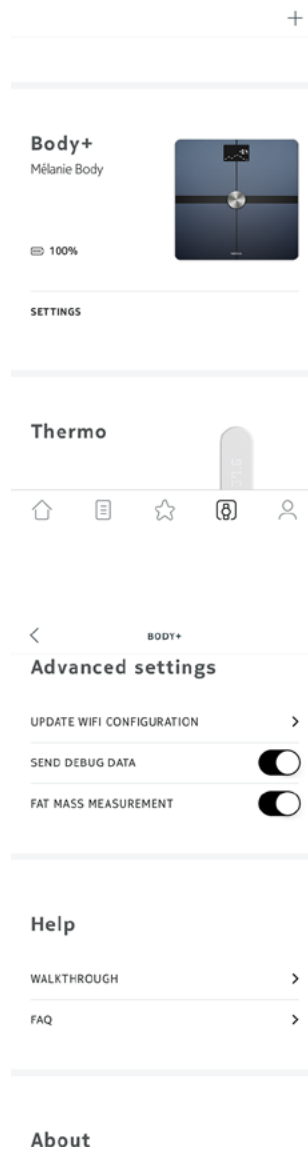 Body+
Mélanie Body
100%
SETTINGS
Thermo
BODY+
Advanced settings
UPDATE WIFI CONFIGURATION
SEND DEBUG DATA
FAT MASS MEASUREMENT
Help
WALKTHROUGH
FAQ
About